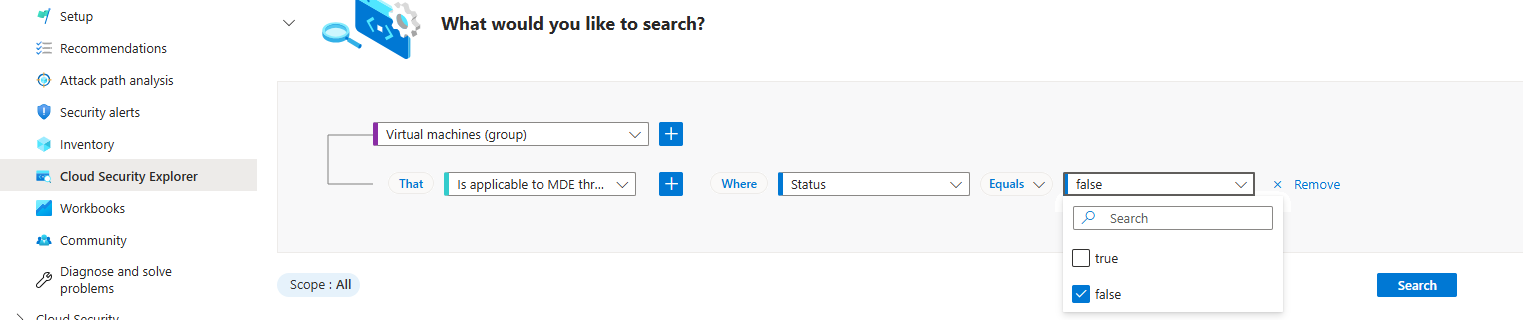 Setup
Recommendations
Attack path analysis
Security alerts
Inventory
Cloud Security Explorer
Workbooks
Community
Diagnose and solve
problems
Cloud Security
What would you like to search?
Virtual machines (group)
That
Is applicable to MDE thr...
Where
Status
Equals
false
Remove
Search
true
false
Scope : All
Search